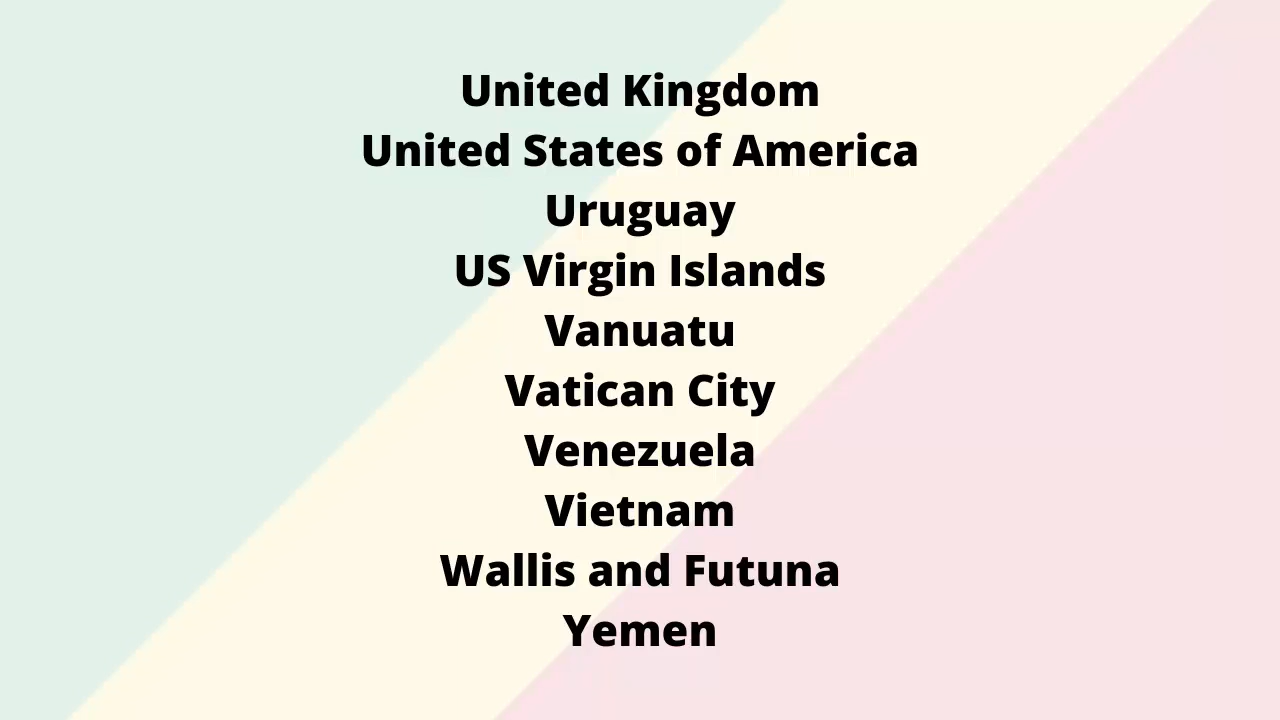 United Kingdom
United States of America
Uruguay
US Virgin Islands
Vanuatu
Vatican City
Venezuela
Vietnam
Wallis and Futuna
Yemen